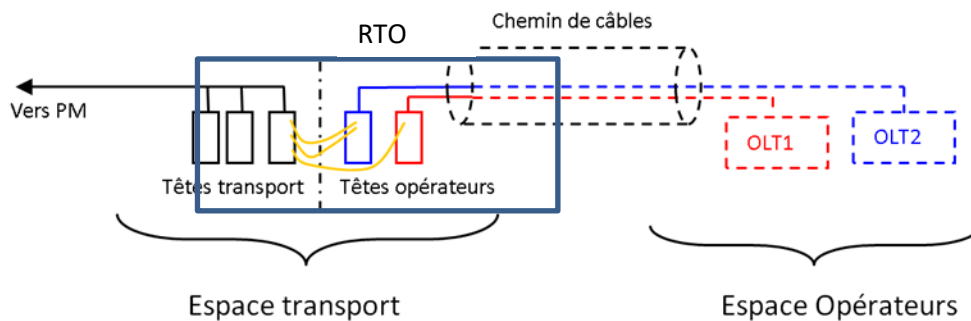 Chemin de câbles
RTO
Vers PM
OLT1
OLT2
Têtes transport
Têtes opérateurs
Espace transport
Espace Opérateurs